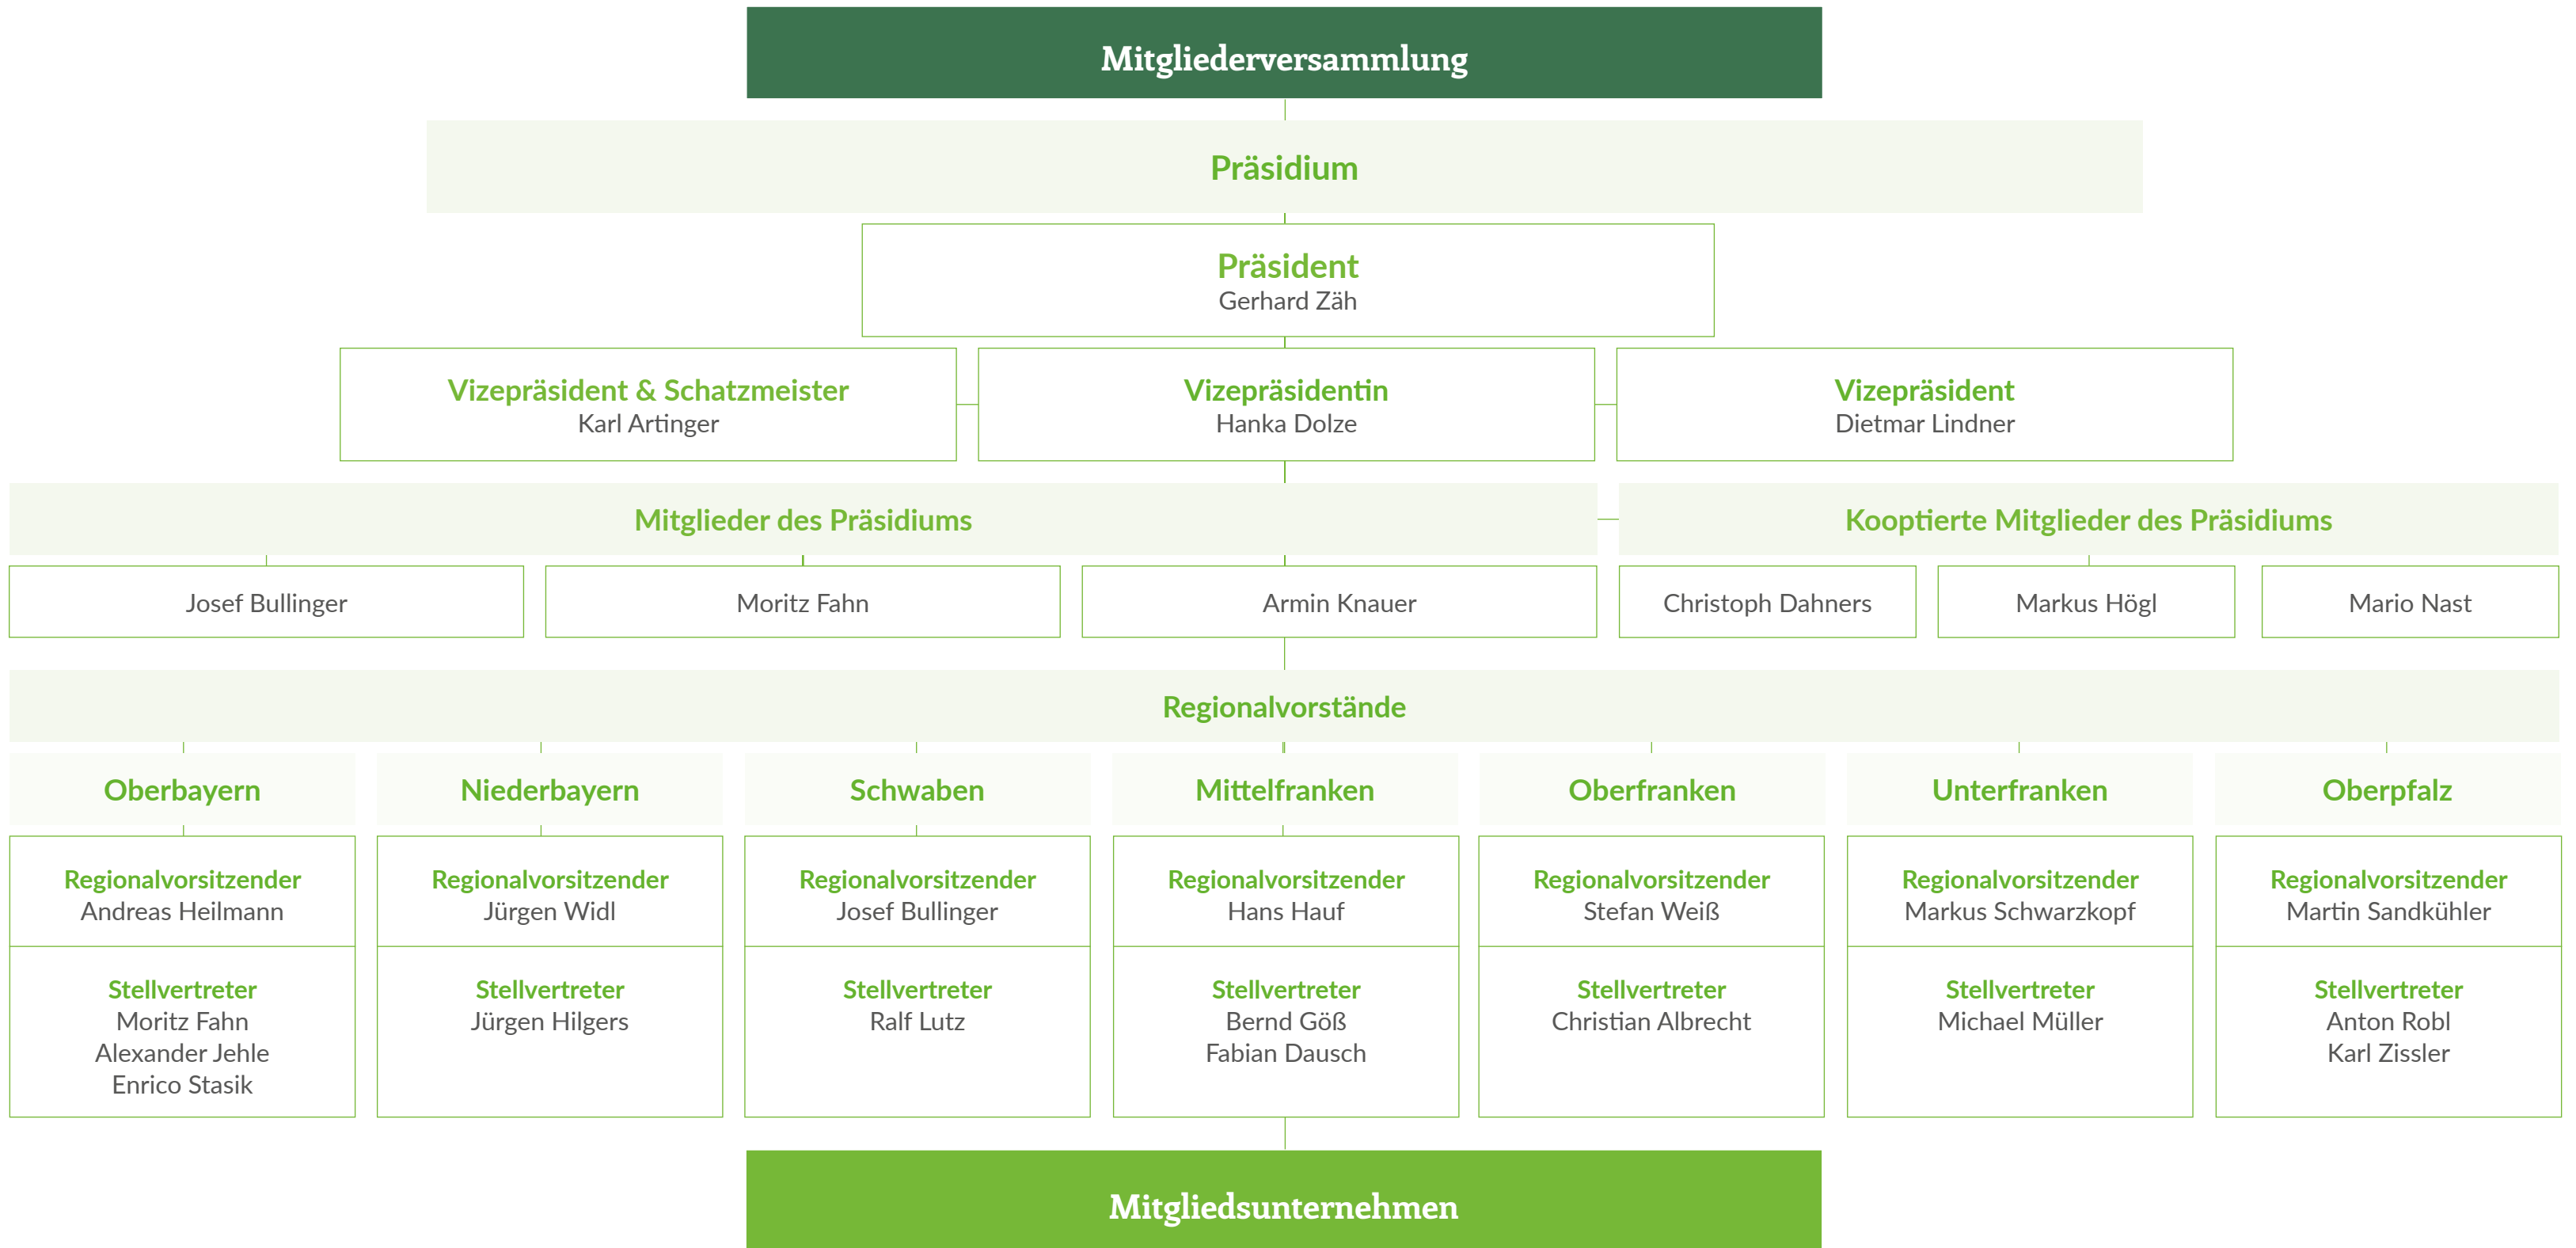 Mitgliederversammlung
Präsidium
Präsident
Gerhard Zäh
Vizepräsident & Schatzmeister
Karl Artinger
Vizepräsidentin
Hanka Dolze
Vizepräsident
Dietmar Lindner
Mitglieder des Präsidiums
Kooptierte Mitglieder des Präsidiums
Josef Bullinger
Moritz Fahn
Armin Knauer
Christoph Dahners
Markus Högl
Mario Nast
Regionalvorstände
Oberbayern
Regionalvorsitzender
Andreas Heilmann
Stellvertreter
Moritz Fahn
Alexander Jehle
Enrico Stasik
Niederbayern
Regionalvorsitzender
Jürgen Widl
Stellvertreter
Jürgen Hilgers
Schwaben
Regionalvorsitzender
Josef Bullinger
Stellvertreter
Ralf Lutz
Mittelfranken
Regionalvorsitzender
Hans Hauf
Stellvertreter
Bernd Göß
Fabian Dausch
Oberfranken
Regionalvorsitzender
Stefan Weiß
Stellvertreter
Christian Albrecht
Unterfranken
Regionalvorsitzender
Markus Schwarzkopf
Stellvertreter
Michael Müller
Oberpfalz
Regionalvorsitzender
Martin Sandkühler
Stellvertreter
Anton Robl
Karl Zissler
Mitgliedsunternehmen